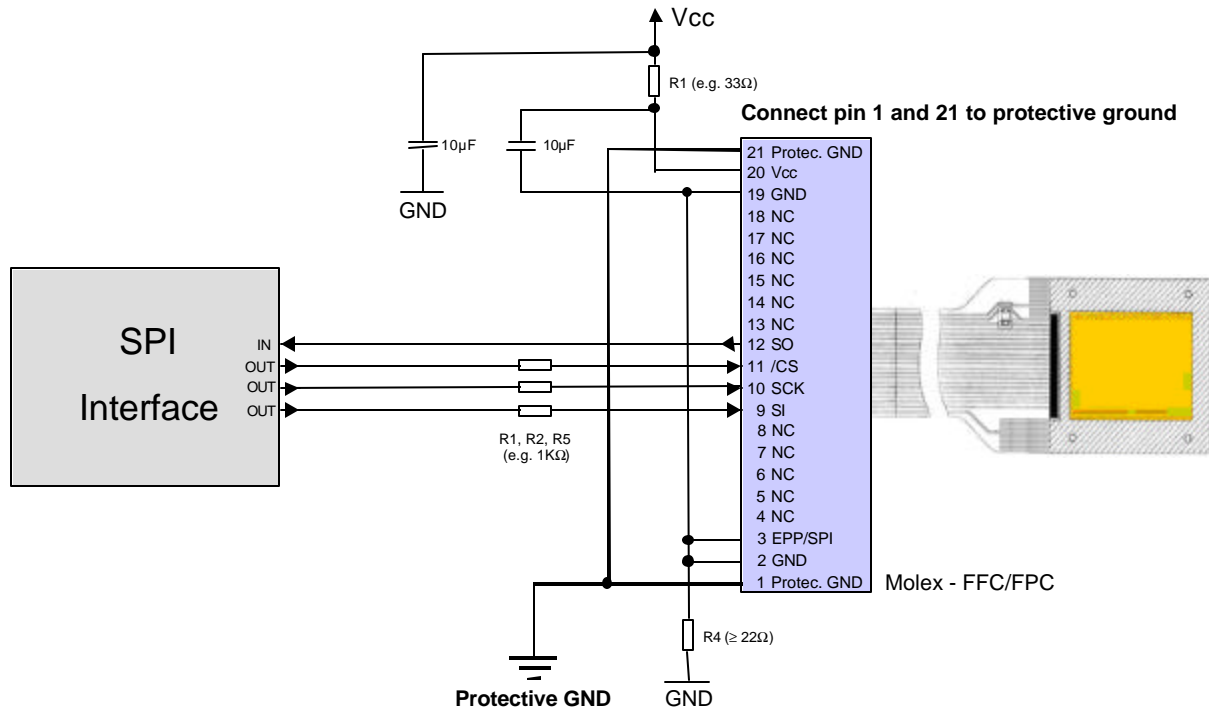 Vcc
R1 (e.g. 33Ω)
Connect pin 1 and 21 to protective ground
10µF
10µF
GND
21 Protec. GND
20 Vcc
19 GND
18 NC
17 NC
16 NC
15 NC
14 NC
13 NC
12 SO
11 /CS
10 SCK
9 SI
8 NC
7 NC
6 NC
5 NC
4 NC
3 EPP/SPI
2 GND
1 Protec. GND
SPI
Interface
IN
OUT
OUT
OUT
R1, R2, R5
(e.g. 1KΩ)
Molex - FFC/FPC
R4 (≥ 22Ω)
Protective GND
GND